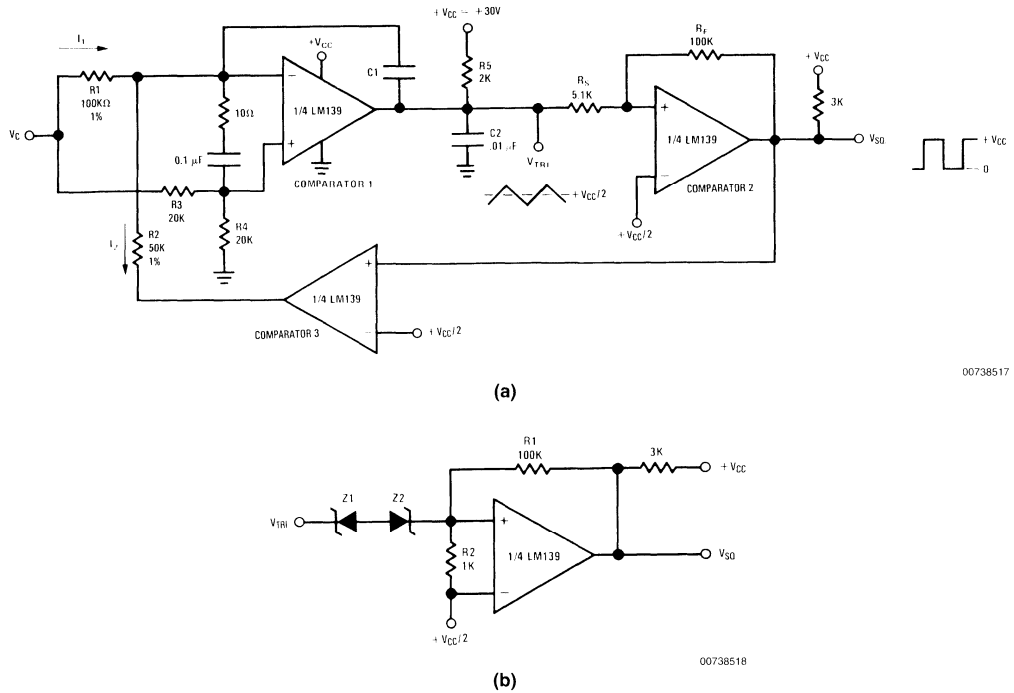 + VCC = +30V
I1
+VCC
R1
100KΩ
1%
C1
R5
2K
RF
100K
+ VCC
10Ω
1/4 LM139
RS
5.1K
3K
VC
−
+
C2
.01 μF
VTRI
+
−
1/4 LM139
VSQ
+ VCC
0
0.1 μF
COMPARATOR 1
+ VCC/2
COMPARATOR 2
R3
20K
R4
20K
+ VCC/2
I2
R2
50K
1%
1/4 LM139
+
−
COMPARATOR 3
+ VCC/2
00738517
(a)
R1
100K
3K
+ VCC
Z1
Z2
VTRI
+
−
R2
1K
1/4 LM139
VSQ
+ VCC/2
00738518
(b)